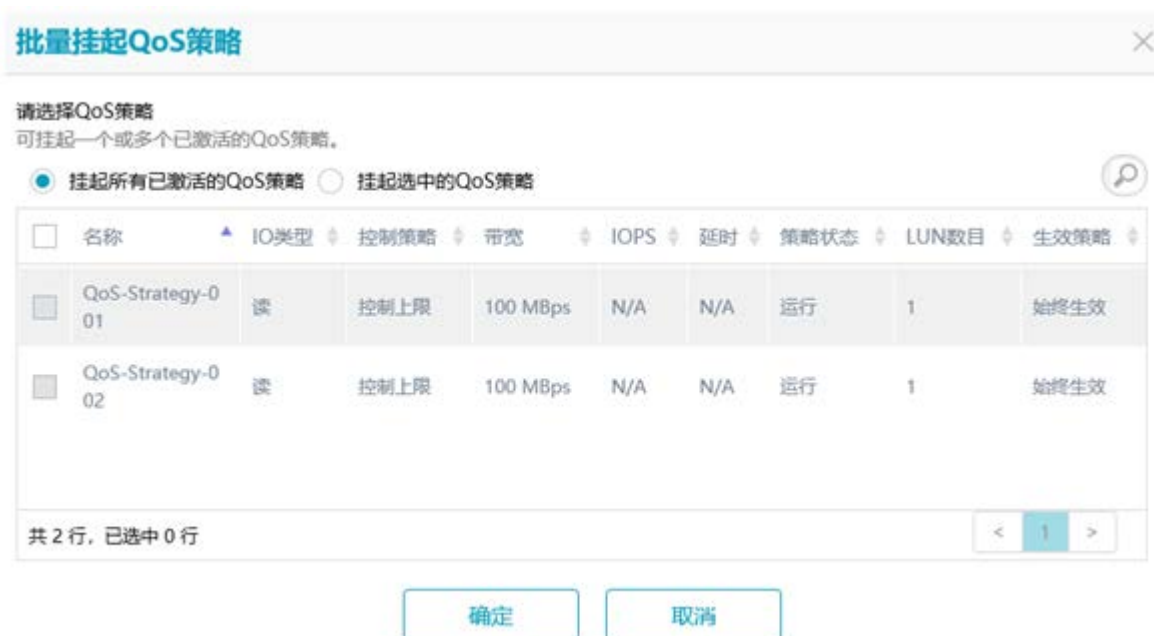 批量挂起QoS策略
请选择QoS策略
可挂起一个或多个已激活的QoS策略。
挂起所有已激活的QoS策略 挂起选中的QoS策略
名称 IO类型 控制策略 带宽 IOPS 延时 策略状态 LUN数目 生效策略
QoS-Strategy-0
01 读 控制上限 100 MBps N/A N/A 运行 1 始终生效
QoS-Strategy-0
02 读 控制上限 100 MBps N/A N/A 运行 1 始终生效
共 2 行，已选中 0 行 < 1 >
确定 取消